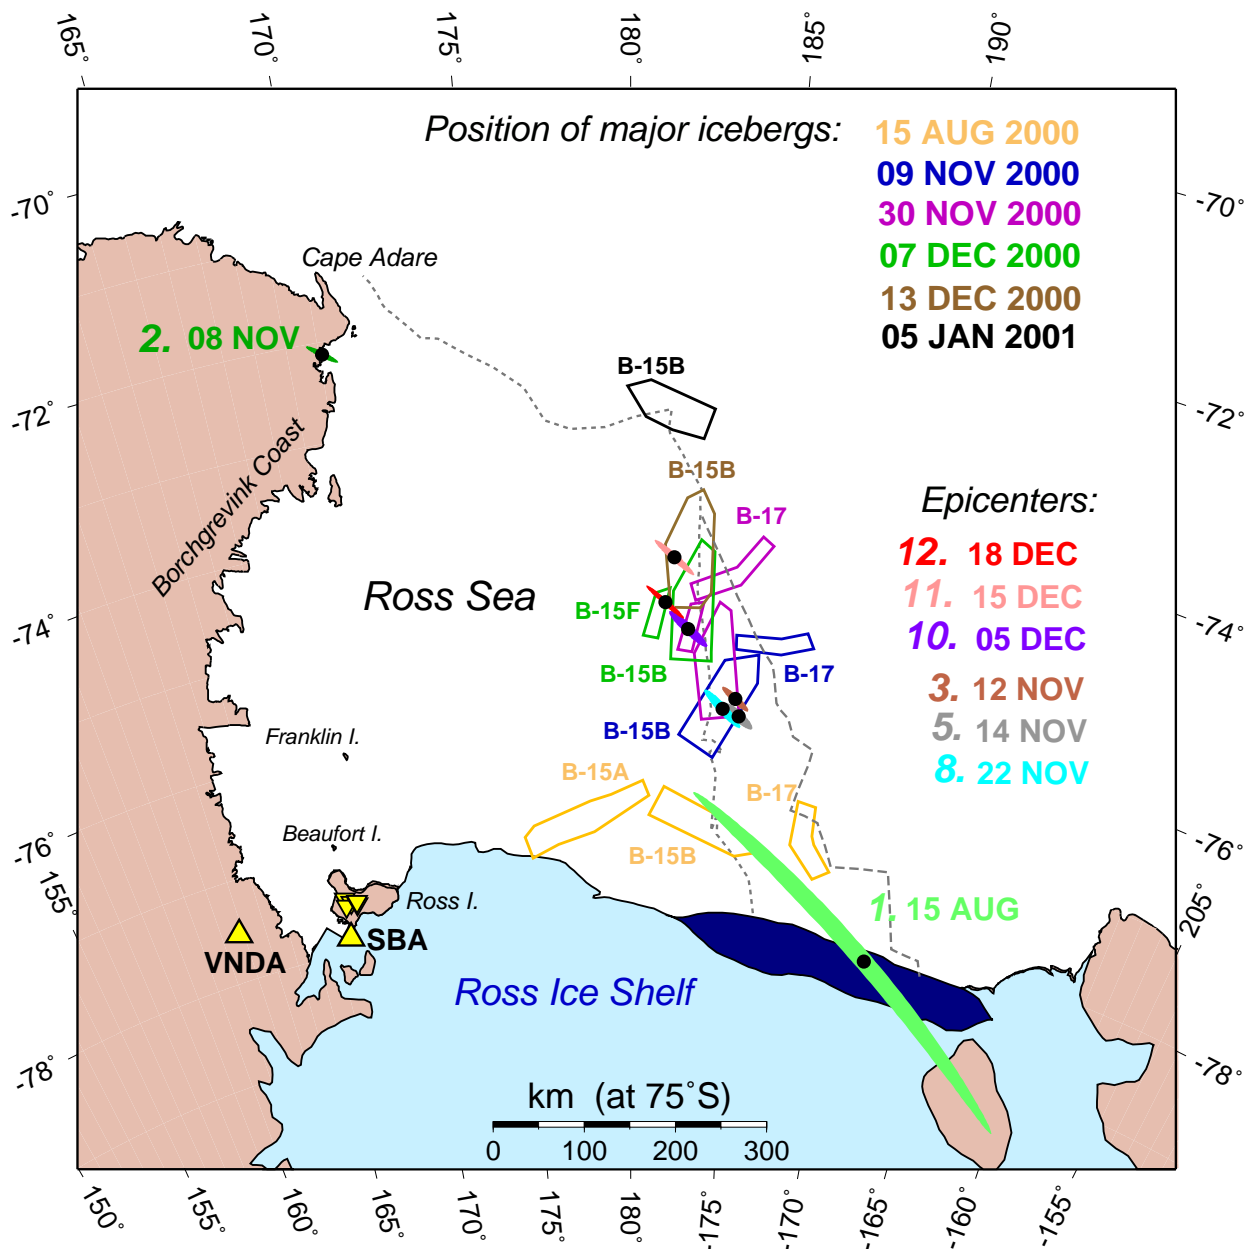 165°
170°
175°
180°
185°
190°
Position of major icebergs:
15 AUG 2000
09 NOV 2000
30 NOV 2000
07 DEC 2000
13 DEC 2000
05 JAN 2001
-70°
-70°
Cape Adare
2. 08 NOV
B-15B
-72°
-72°
Borchgrevink Coast
B-15B
B-17
Epicenters:
12. 18 DEC
11. 15 DEC
10. 05 DEC
3. 12 NOV
5. 14 NOV
8. 22 NOV
Ross Sea
B-15F
-74°
-74°
B-15B
B-17
B-15B
Franklin I.
B-15A
B-17
Beaufort I.
B-15B
-76°
-76°
155°
205°
Ross I.
1. 15 AUG
SBA
VNDA
Ross Ice Shelf
-78°
-78°
km (at 75°S)
0 100 200 300
150°
155°
160°
165°
170°
175°
180°
-175°
-170°
-165°
-160°
-155°